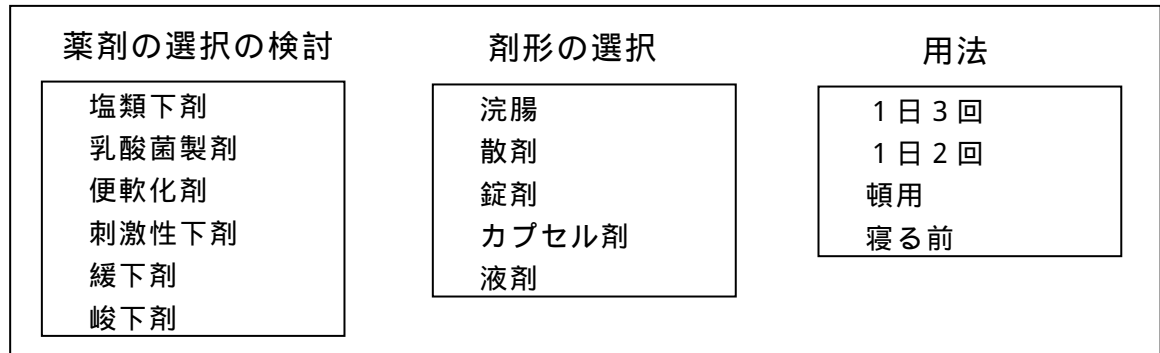 薬剤の選択の検討
塩類下剤
乳酸菌製剤
便軟化剤
刺激性下剤
緩下剤
峻下剤
剤形の選択
浣腸
散剤
錠剤
カプセル剤
液剤
用法
1日3回
1日2回
頓用
寝る前